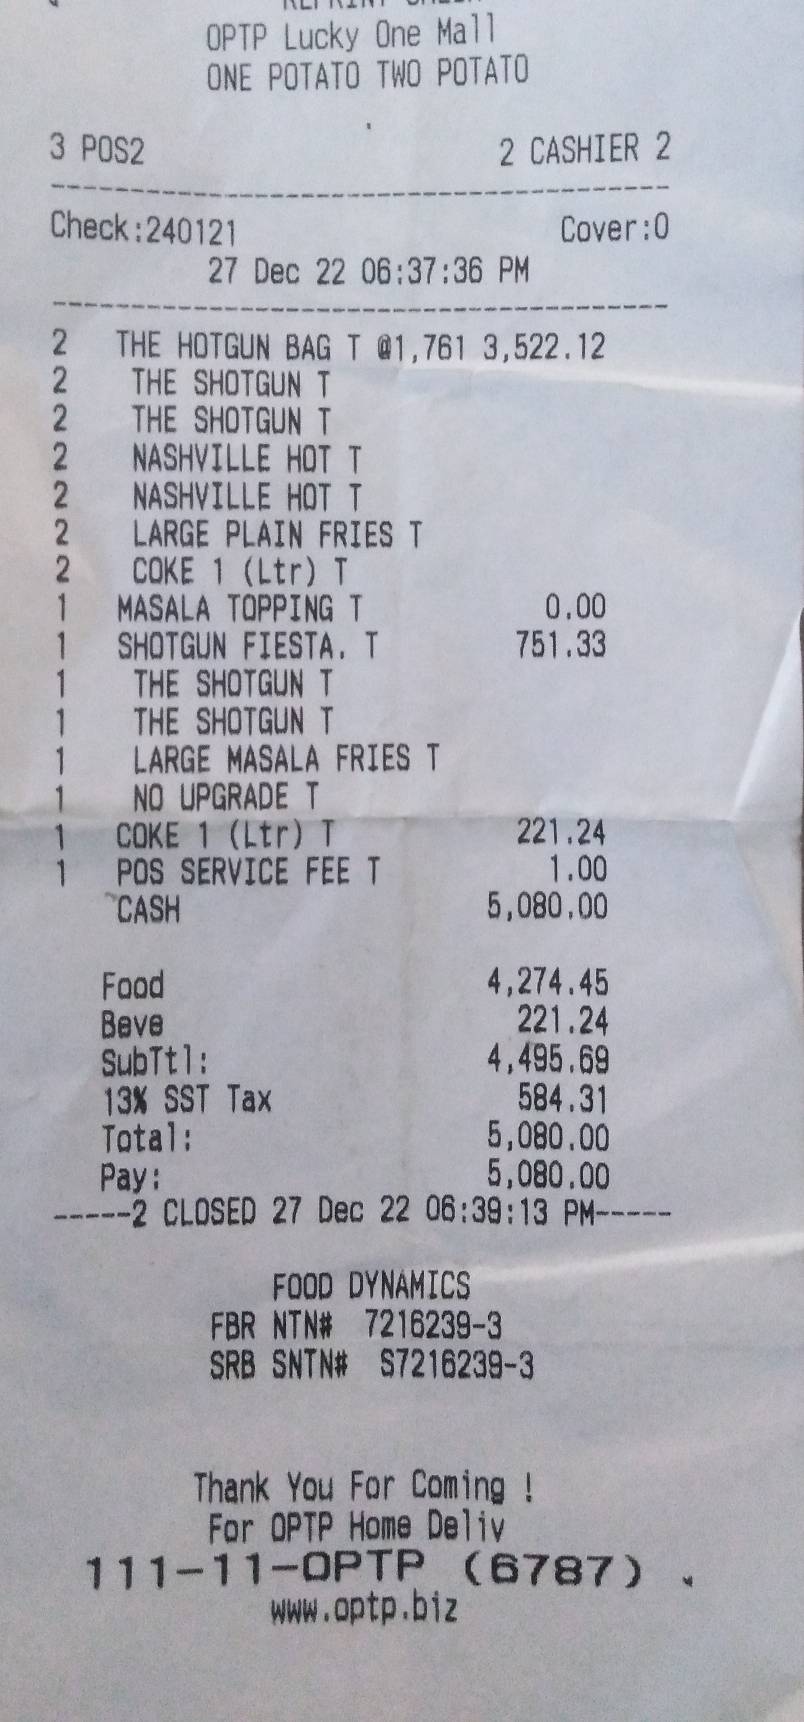 OPTP Lucky One Mall
ONE POTATO TWO POTATO
3 POS2 2 CASHIER 2
Check:240121 Cover:0
27 Dec 22 06:37:36 PM
2 THE HOTGUN BAG T @1,761 3,522.12
2 THE SHOTGUN T
2 THE SHOTGUN T
2 NASHVILLE HOT T
2 NASHVILLE HOT T
2 LARGE PLAIN FRIES T
2 COKE 1 (Ltr) T
1 MASALA TOPPING T 0.00
1 SHOTGUN FIESTA. T 751.33
1 THE SHOTGUN T
1 THE SHOTGUN T
1 LARGE MASALA FRIES T
1 NO UPGRADE T
1 COKE 1 (Ltr) T 221.24
1 POS SERVICE FEE T 1.00
CASH 5,080.00
Food 4,274.45
Beve 221.24
SubTtl: 4,495.69
13% SST Tax 584.31
Total: 5,080.00
Pay: 5,080.00
-----2 CLOSED 27 Dec 22 06:39:13 PM-----
FOOD DYNAMICS
FBR NTN# 7216239-3
SRB SNTN# S7216239-3
Thank You For Coming !
For OPTP Home Deliv
111-11-OPTP (6787) .
www.optp.biz